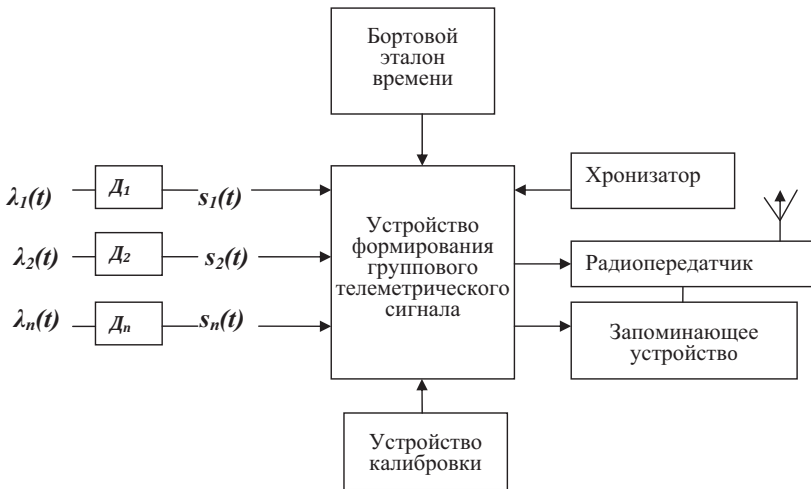 Бортовой
эталон
времени
λ1(t)
Д1
s1(t)
λ2(t)
Д2
s2(t)
λn(t)
Дn
sn(t)
Устройство
формирования
группового
телеметрического
сигнала
Хронизатор
Радиопередатчик
Запоминающее
устройство
Устройство
калибровки